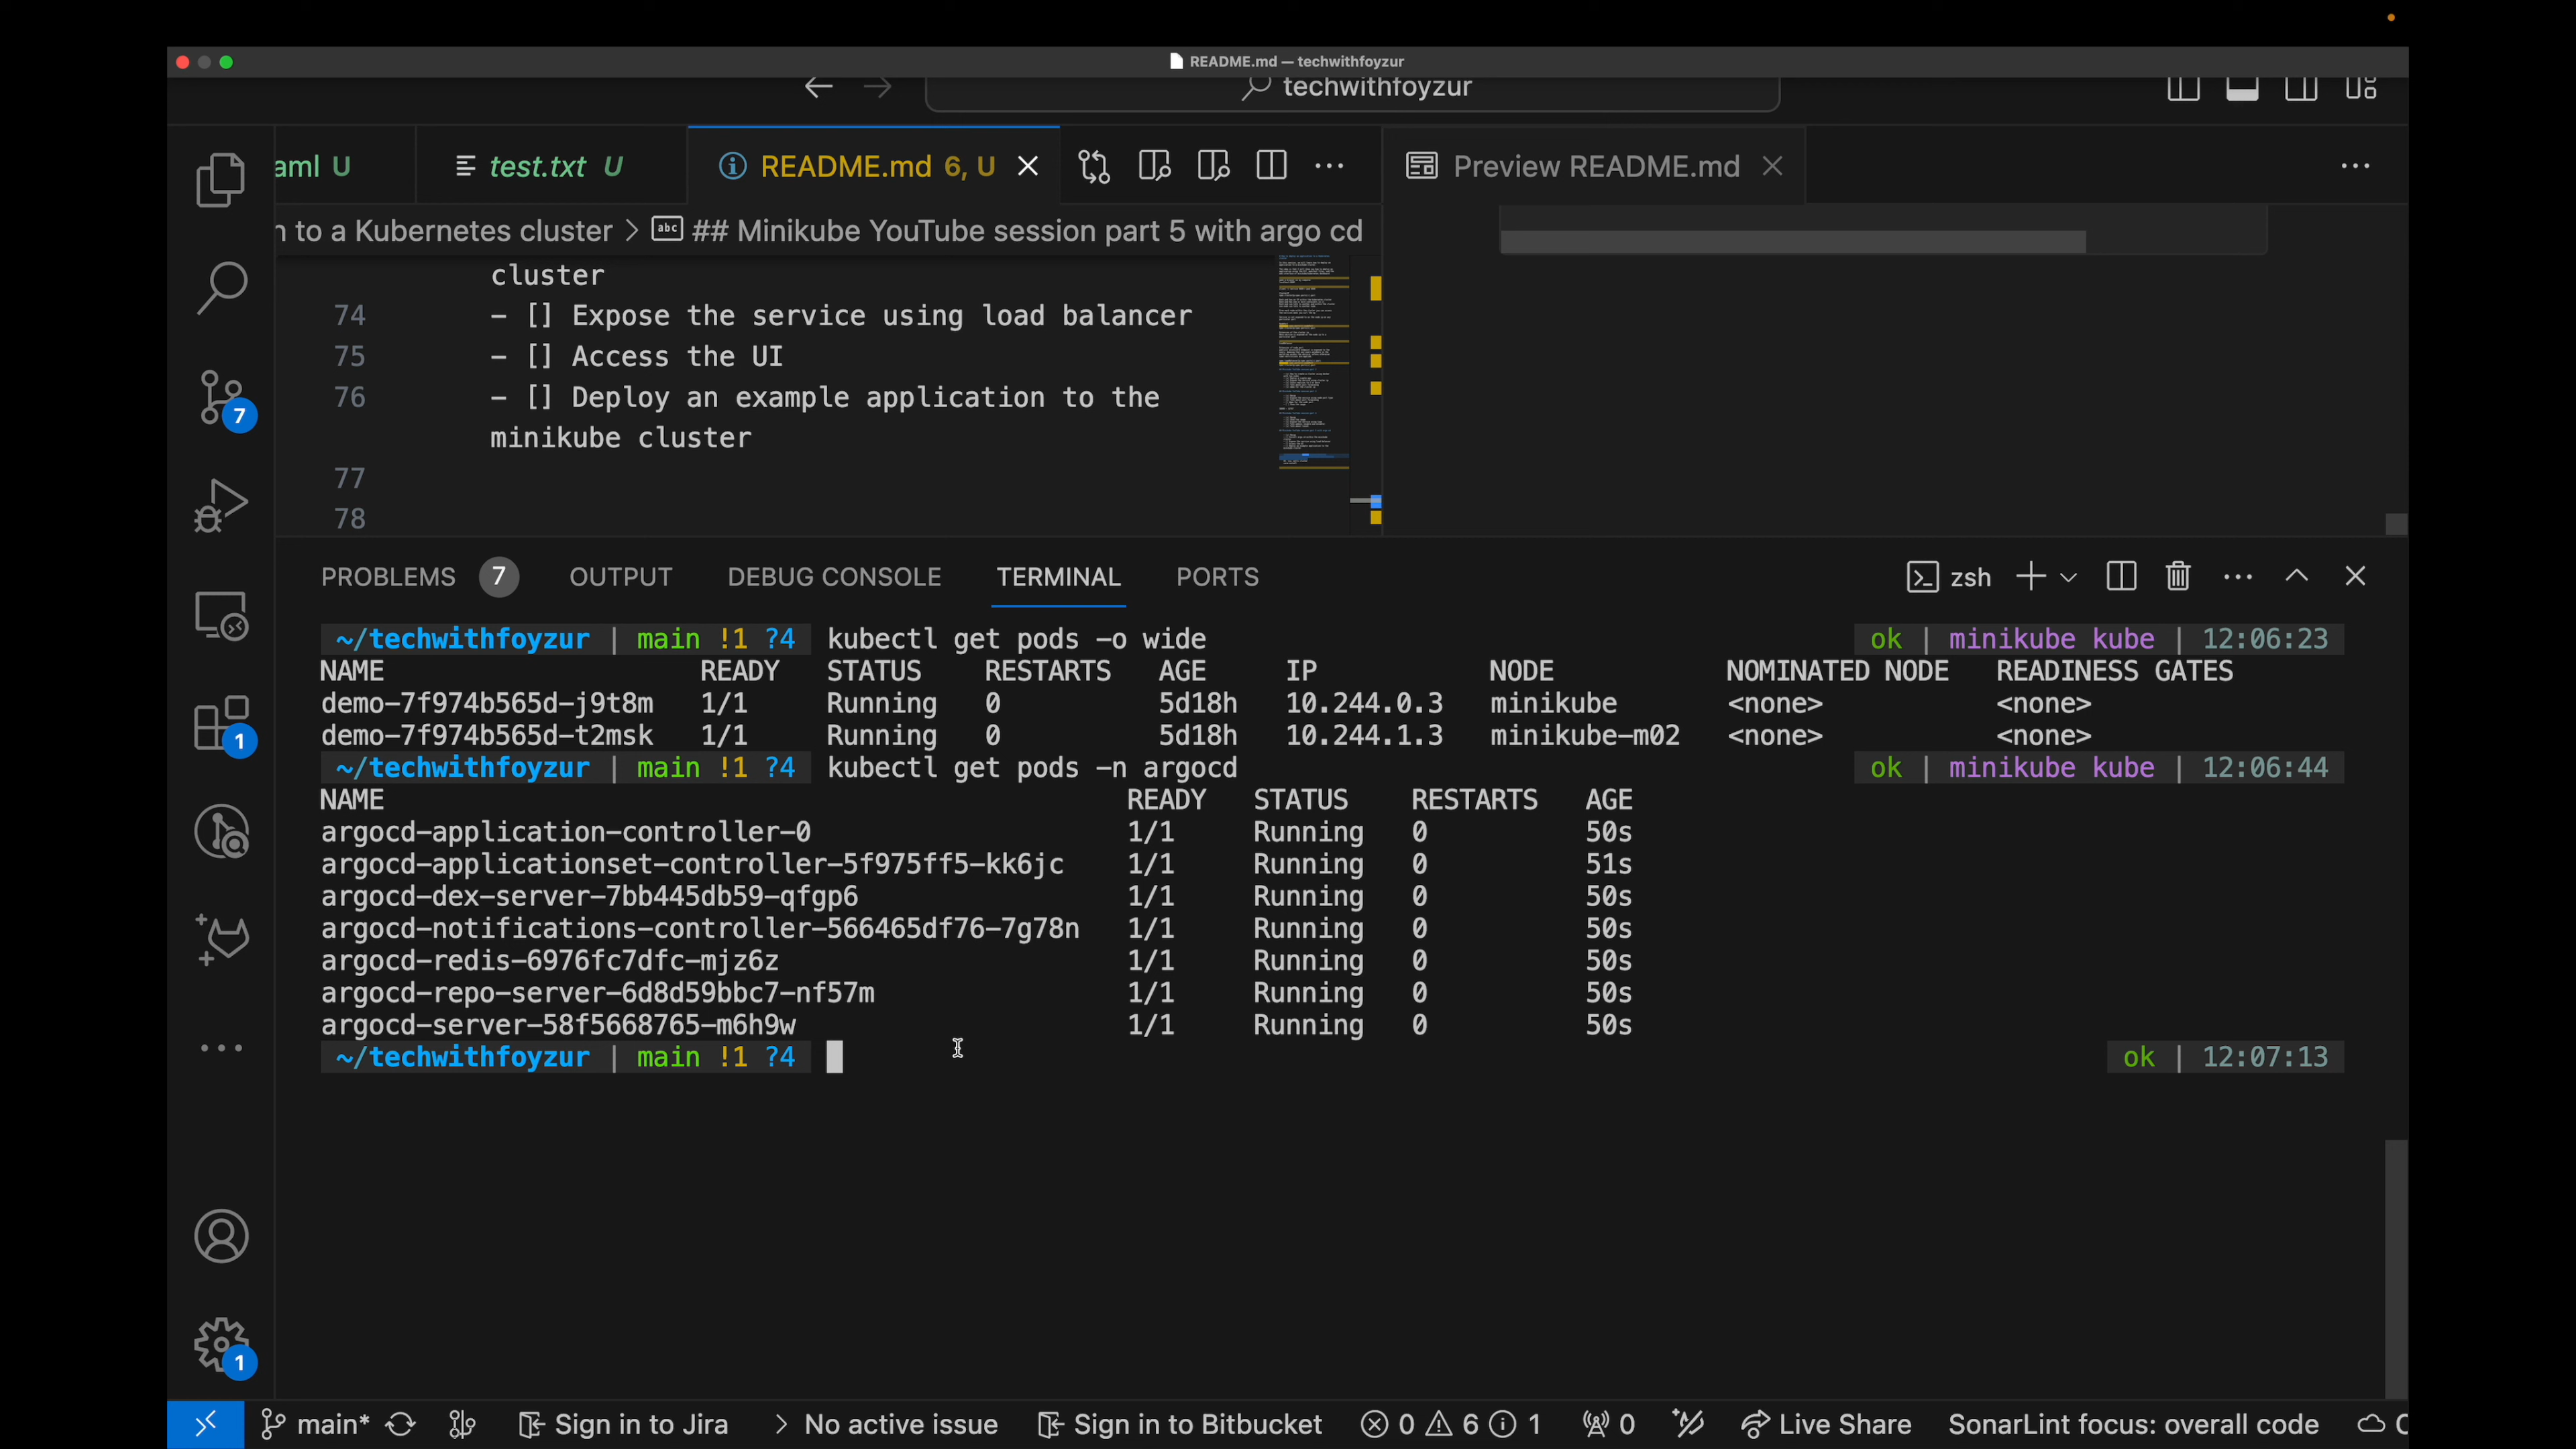 README.md — techwithfoyzur
techwithfoyzur
aml U
test.txt U
README.md 6, U
Preview README.md
to a Kubernetes cluster > ## Minikube YouTube session part 5 with argo cd
cluster
74 - [] Expose the service using load balancer
75 - [] Access the UI
76 - [] Deploy an example application to the
minikube cluster
77
78
PROBLEMS 7 OUTPUT DEBUG CONSOLE TERMINAL PORTS
zsh
~/techwithfoyzur | main !1 ?4 kubectl get pods -o wide ok | minikube kube | 12:06:23
NAME READY STATUS RESTARTS AGE IP NODE NOMINATED NODE READINESS GATES
demo-7f974b565d-j9t8m 1/1 Running 0 5d18h 10.244.0.3 minikube <none> <none>
demo-7f974b565d-t2msk 1/1 Running 0 5d18h 10.244.1.3 minikube-m02 <none> <none>
~/techwithfoyzur | main !1 ?4 kubectl get pods -n argocd ok | minikube kube | 12:06:44
NAME READY STATUS RESTARTS AGE
argocd-application-controller-0 1/1 Running 0 50s
argocd-applicationset-controller-5f975ff5-kk6jc 1/1 Running 0 51s
argocd-dex-server-7bb445db59-qfgp6 1/1 Running 0 50s
argocd-notifications-controller-566465df76-7g78n 1/1 Running 0 50s
argocd-redis-6976fc7dfc-mjz6z 1/1 Running 0 50s
argocd-repo-server-6d8d59bbc7-nf57m 1/1 Running 0 50s
argocd-server-58f5668765-m6h9w 1/1 Running 0 50s
~/techwithfoyzur | main !1 ?4 ok | 12:07:13
7
1
1
main* Sign in to Jira > No active issue Sign in to Bitbucket 0 6 1 0 Live Share SonarLint focus: overall code